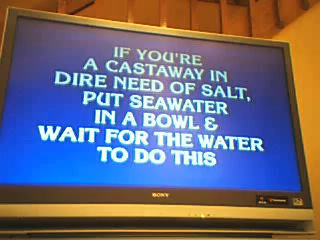 IF YOU'RE
A CASTAWAY IN
DIRE NEED OF SALT,
PUT SEAWATER
IN A BOWL &
WAIT FOR THE WATER
TO DO THIS
SONY